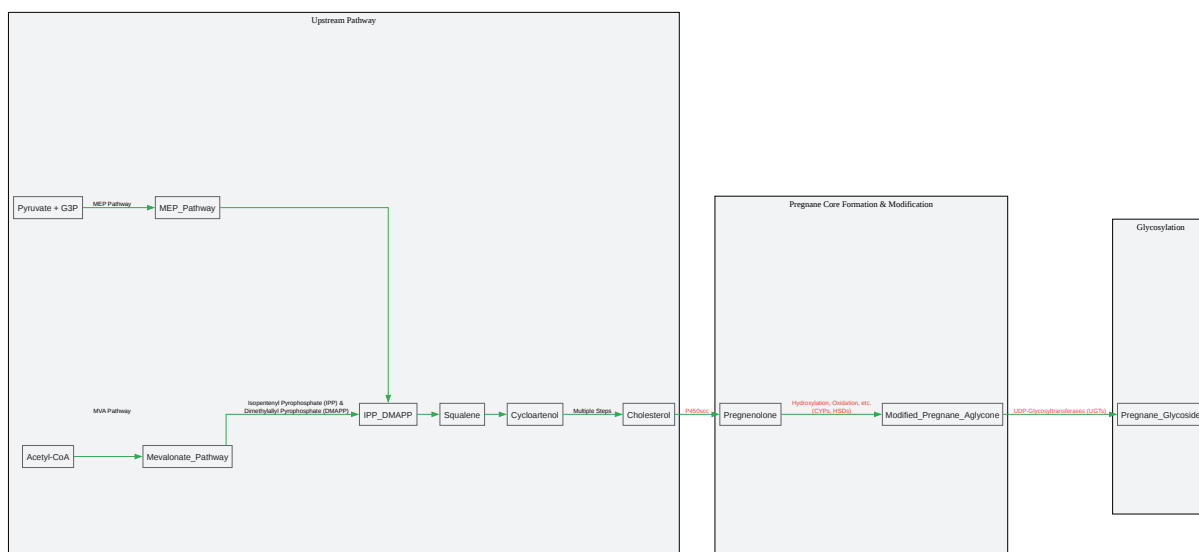 Upstream Pathway
Pyruvate + G3P
MEP Pathway
MEP_Pathway
MVA Pathway
Acetyl-CoA
Mevalonate_Pathway
Isopentenyl Pyrophosphate (IPP) &
Dimethylallyl Pyrophosphate (DMAPP)
IPP_DMAPP
Squalene
Cycloartenol
Multiple Steps
Cholesterol
P450scc
Pregnane Core Formation & Modification
Pregnenolone
Hydroxylation, Oxidation, etc.
(CYPs, HSDs)
Modified_Pregnane_Aglycone
UDP-Glycosyltransferases (UGTs)
Glycosylation
Pregnane_Glycoside